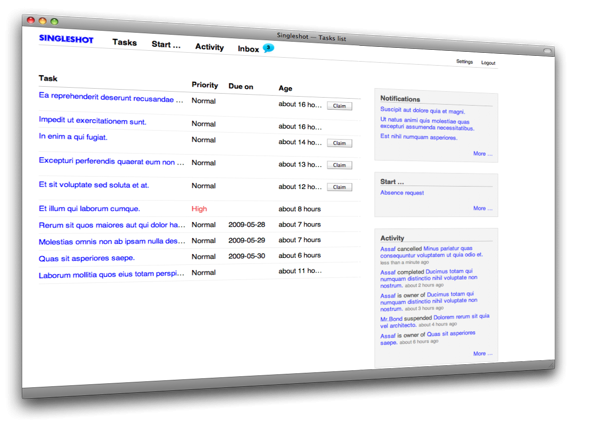 Singleshot — Tasks list
SINGLESHOT Tasks Start ... Activity Inbox 3
Settings Logout
Task Priority Due on Age
Ea reprehenderit deserunt recusandae ... Normal about 16 ho... Claim
Impedit ut exercitationem sunt. Normal about 16 ho...
In enim a qui fugiat. Normal about 14 ho... Claim
Excepturi perferendis quaerat eum non ... Normal about 13 ho... Claim
Et sit voluptate sed soluta et at. Normal about 12 ho... Claim
Et illum qui laborum cumque. High about 8 hours
Rerum sit quos maiores aut qui dolor ha... Normal 2009-05-28 about 7 hours
Molestias omnis non ab ipsam nulla des... Normal 2009-05-29 about 7 hours
Quas sit asperiores saepe. Normal 2009-05-30 about 6 hours
Laborum mollitia quos eius totam perspi... Normal about 11 ho...
Notifications
Suscipit aut dolore quia et magni.
Ut natus animi quis molestiae quas
excepturi assumenda necessitatibus.
Est nihil numquam asperiores.
More ...
Start ...
Absence request
More ...
Activity
Assaf cancelled Minus pariatur quas
consequuntur voluptatem ut quia odio et.
less than a minute ago
Assaf completed Ducimus totam qui
numquam distinctio nihil voluptate non
nostrum. about 2 hours ago
Assaf is owner of Ducimus totam qui
numquam distinctio nihil voluptate non
nostrum. about 3 hours ago
Mr.Bond suspended Dolorem rerum sit quia
vel architecto. about 4 hours ago
Assaf is owner of Quas sit asperiores
saepe. about 6 hours ago
More ...